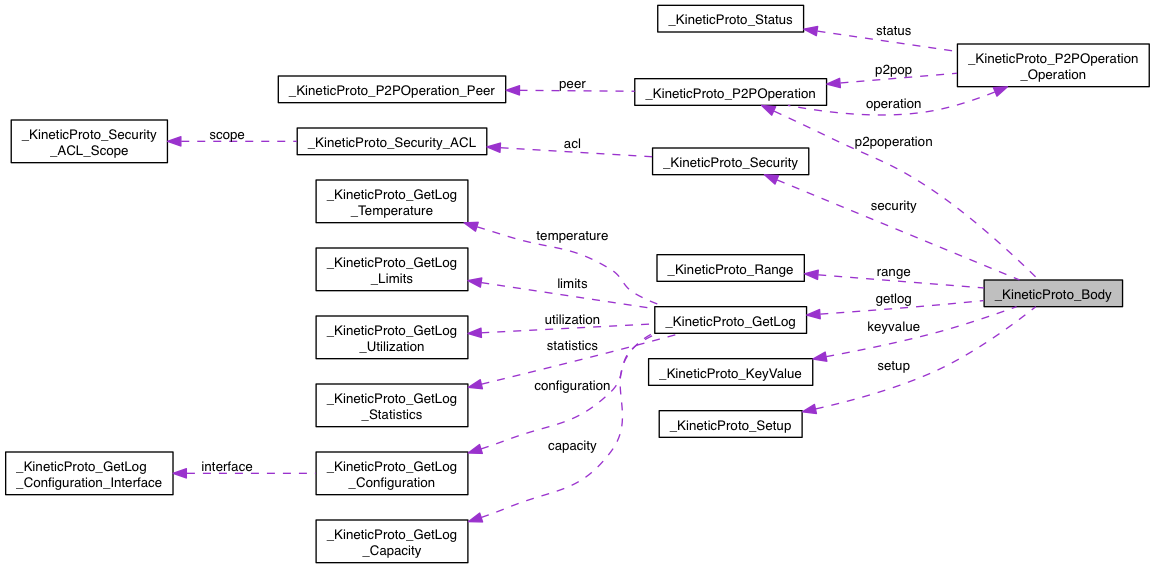 _KineticProto_Status
status
_KineticProto_P2POperation
_Operation
p2pop
_KineticProto_P2POperation_Peer
peer
_KineticProto_P2POperation
operation
_KineticProto_Security
_ACL_Scope
scope
_KineticProto_Security_ACL
acl
_KineticProto_Security
p2poperation
_KineticProto_GetLog
_Temperature
security
temperature
_KineticProto_GetLog
_Limits
limits
_KineticProto_Range
range
_KineticProto_Body
getlog
_KineticProto_GetLog
utilization
_KineticProto_GetLog
_Utilization
keyvalue
statistics
_KineticProto_KeyValue
setup
configuration
_KineticProto_GetLog
_Statistics
_KineticProto_Setup
capacity
_KineticProto_GetLog
_Configuration_Interface
interface
_KineticProto_GetLog
_Configuration
_KineticProto_GetLog
_Capacity